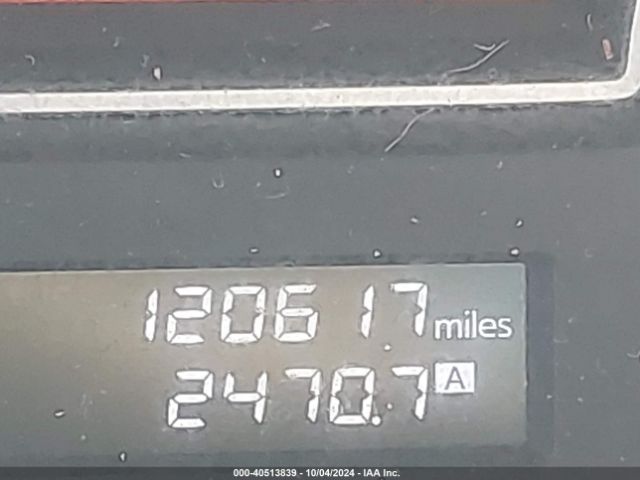 120617 miles
2470.7 A
000-40513839 - 10/04/2024 - IAA Inc.